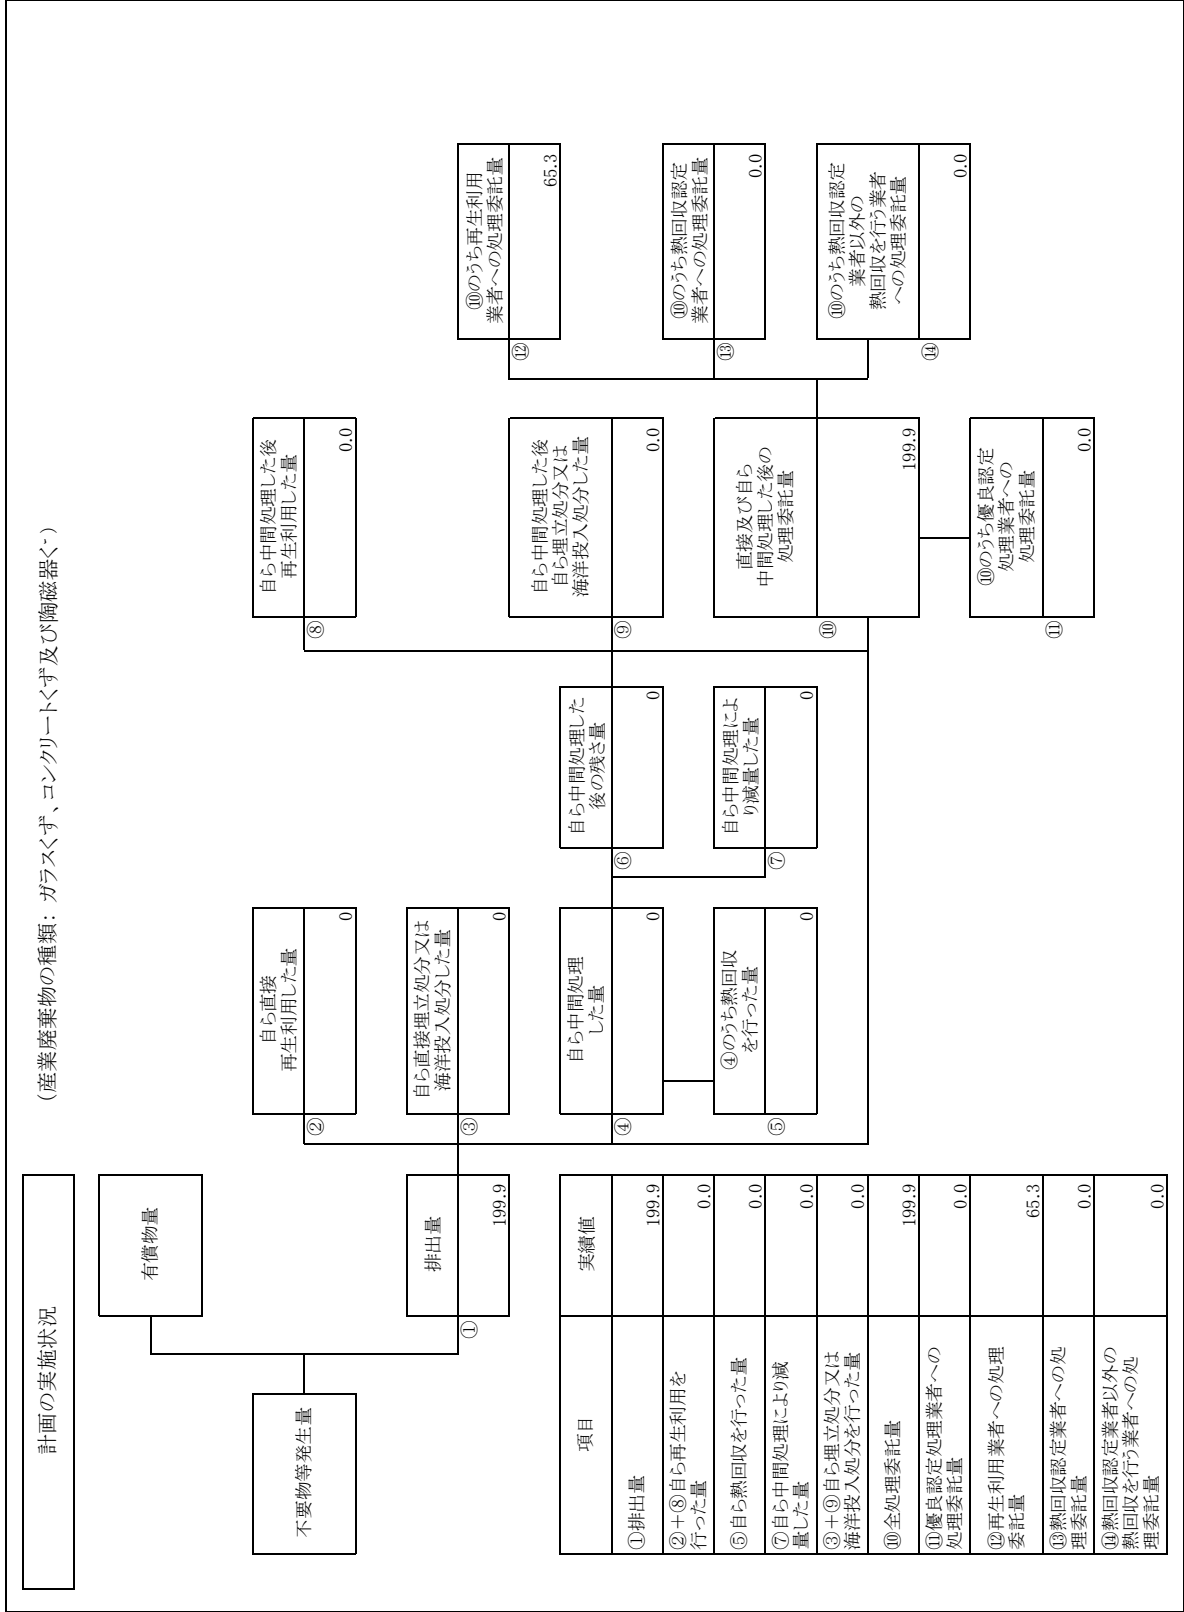 計画の実施状況
(産業廃棄物の種類: ガラスくず、コンクリートくず及び陶磁器くず)
不要物等発生量
有償物量
排出量
①
199.9
自ら直接
再生利用した量
②
0
自ら直接埋立処分又は
海洋投入処分した量
③
0
自ら中間処理
した量
④
0
④のうち熱回収
を行った量
⑤
0
自ら中間処理した
後の残さ量
⑥
0
自ら中間処理によ
り減量した量
⑦
0
自ら中間処理した後
再生利用した量
⑧
0.0
自ら中間処理した後
自ら埋立処分又は
海洋投入処分した量
⑨
0.0
直接及び自ら
中間処理した後の
処理委託量
⑩
199.9
⑩のうち優良認定
処理業者への
処理委託量
⑪
0.0
⑩のうち再生利用
業者への処理委託量
⑫
65.3
⑩のうち熱回収認定
業者への処理委託量
⑬
0.0
⑩のうち熱回収認定
業者以外の
熱回収を行う業者
への処理委託量
⑭
0.0
項目 実績値
①排出量 199.9
②+⑧自ら再生利用を
行った量 0.0
⑤自ら熱回収を行った量 0.0
⑦自ら中間処理により減
量した量 0.0
③+⑨自ら埋立処分又は
海洋投入処分を行った量 0.0
⑩全処理委託量 199.9
⑪優良認定処理業者への
処理委託量 0.0
⑫再生利用業者への処理
委託量 65.3
⑬熱回収認定業者への処
理委託量 0.0
⑭熱回収認定業者以外の
熱回収を行う業者への処
理委託量 0.0